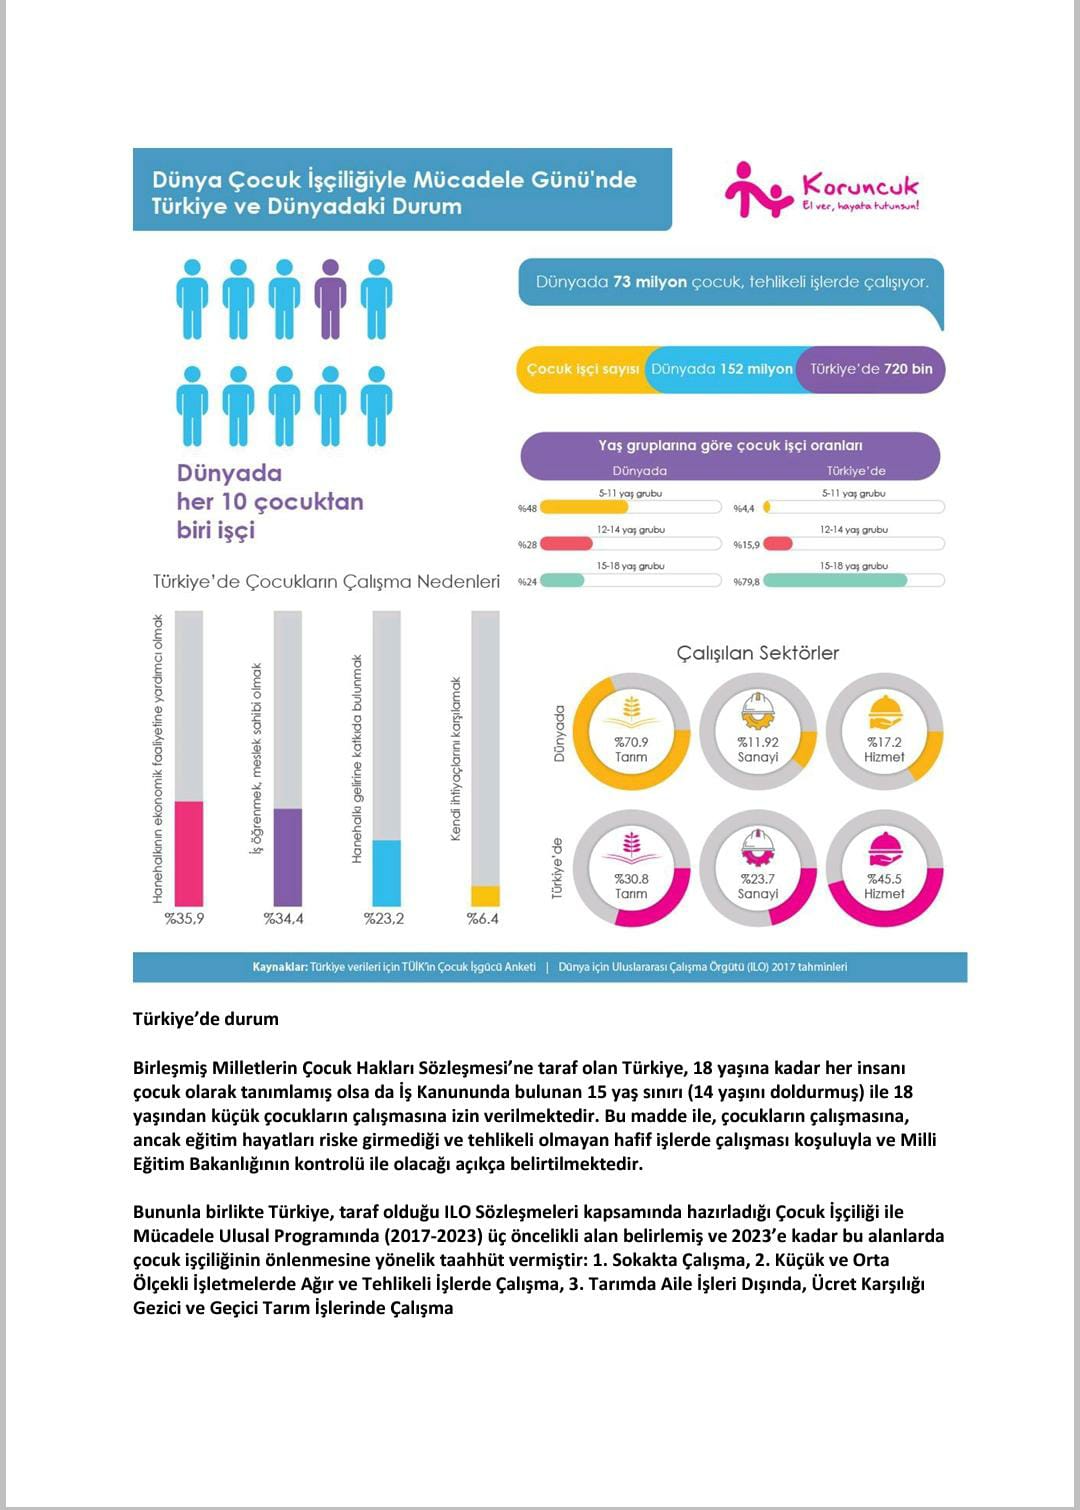 Dünya Çocuk İşçiliğiyle Mücadele Günü'nde
Türkiye ve Dünyadaki Durum
Koruncuk
El ver, hayata tutunsun!
Dünyada 73 milyon çocuk, tehlikeli işlerde çalışıyor.
Çocuk işçi sayısı
Dünyada 152 milyon
Türkiye'de 720 bin
Dünyada
her 10 çocuktan
biri işçi
Yaş gruplarına göre çocuk işçi oranları
Dünyada
Türkiye'de
5-11 yaş grubu
%48
5-11 yaş grubu
%4,4
12-14 yaş grubu
%28
12-14 yaş grubu
%15,9
15-18 yaş grubu
%24
15-18 yaş grubu
%79,8
Türkiye'de Çocukların Çalışma Nedenleri
Hanehalkının ekonomik faaliyetine yardımcı olmak
%35,9
İş öğrenmek, meslek sahibi olmak
%34,4
Hanehalkı gelirine katkıda bulunmak
%23,2
Kendi ihtiyaçlarını karşılamak
%6.4
Çalışılan Sektörler
Dünyada
%70.9
Tarım
%11.92
Sanayi
%17.2
Hizmet
Türkiye'de
%30.8
Tarım
%23.7
Sanayi
%45.5
Hizmet
Kaynaklar: Türkiye verileri için TÜİK'in Çocuk İşgücü Anketi | Dünya için Uluslararası Çalışma Örgütü (ILO) 2017 tahminleri
Türkiye'de durum
Birleşmiş Milletlerin Çocuk Hakları Sözleşmesi'ne taraf olan Türkiye, 18 yaşına kadar her insanı
çocuk olarak tanımlamış olsa da İş Kanununda bulunan 15 yaş sınırı (14 yaşını doldurmuş) ile 18
yaşından küçük çocukların çalışmasına izin verilmektedir. Bu madde ile, çocukların çalışmasına,
ancak eğitim hayatları riske girmediği ve tehlikeli olmayan hafif işlerde çalışması koşuluyla ve Milli
Eğitim Bakanlığının kontrolü ile olacağı açıkça belirtilmektedir.
Bununla birlikte Türkiye, taraf olduğu ILO Sözleşmeleri kapsamında hazırladığı Çocuk İşçiliği ile
Mücadele Ulusal Programında (2017-2023) üç öncelikli alan belirlemiş ve 2023'e kadar bu alanlarda
çocuk işçiliğinin önlenmesine yönelik taahhüt vermiştir: 1. Sokakta Çalışma, 2. Küçük ve Orta
Ölçekli İşletmelerde Ağır ve Tehlikeli İşlerde Çalışma, 3. Tarımda Aile İşleri Dışında, Ücret Karşılığı
Gezici ve Geçici Tarım İşlerinde Çalışma